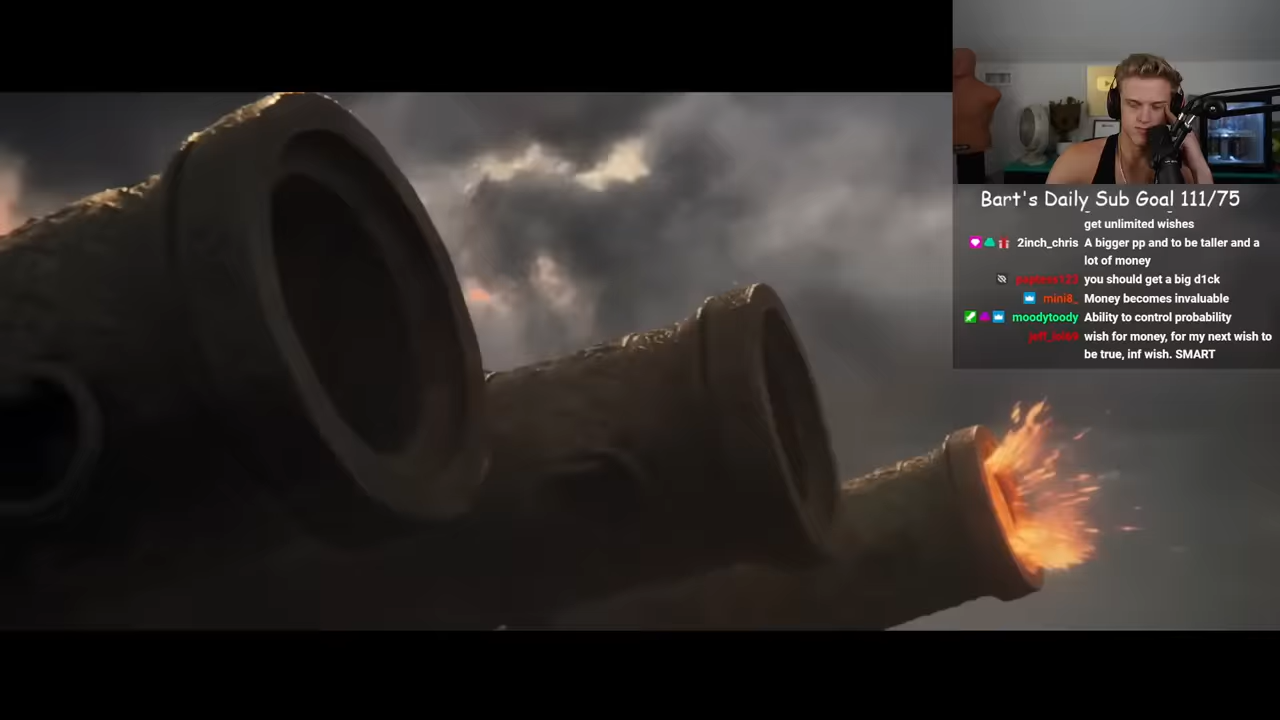 Bart's Daily Sub Goal 111/75
get unlimited wishes
2inch_chris A bigger pp and to be taller and a
lot of money
you should get a big d1ck
mini8_ Money becomes invaluable
moodytoody Ability to control probability
jeff_lol69 wish for money, for my next wish to
be true, inf wish. SMART